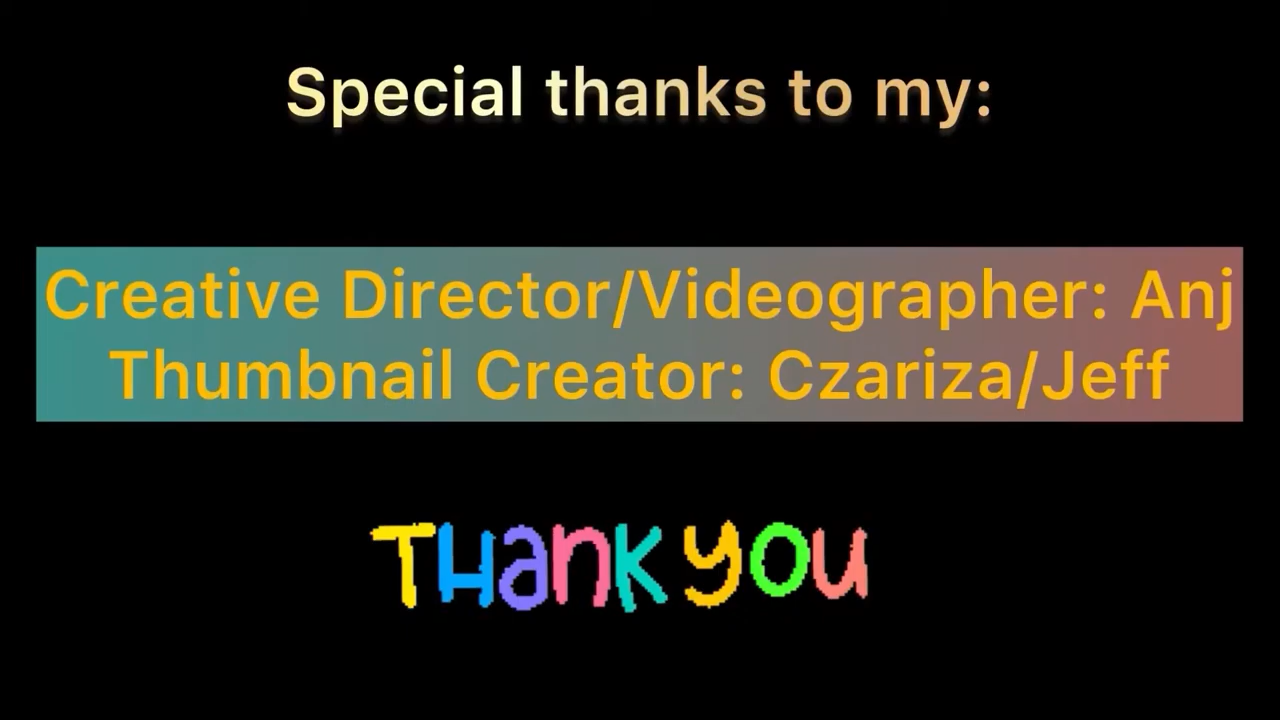 Special thanks to my:
Creative Director/Videographer: Anj
Thumbnail Creator: Czariza/Jeff
THank you